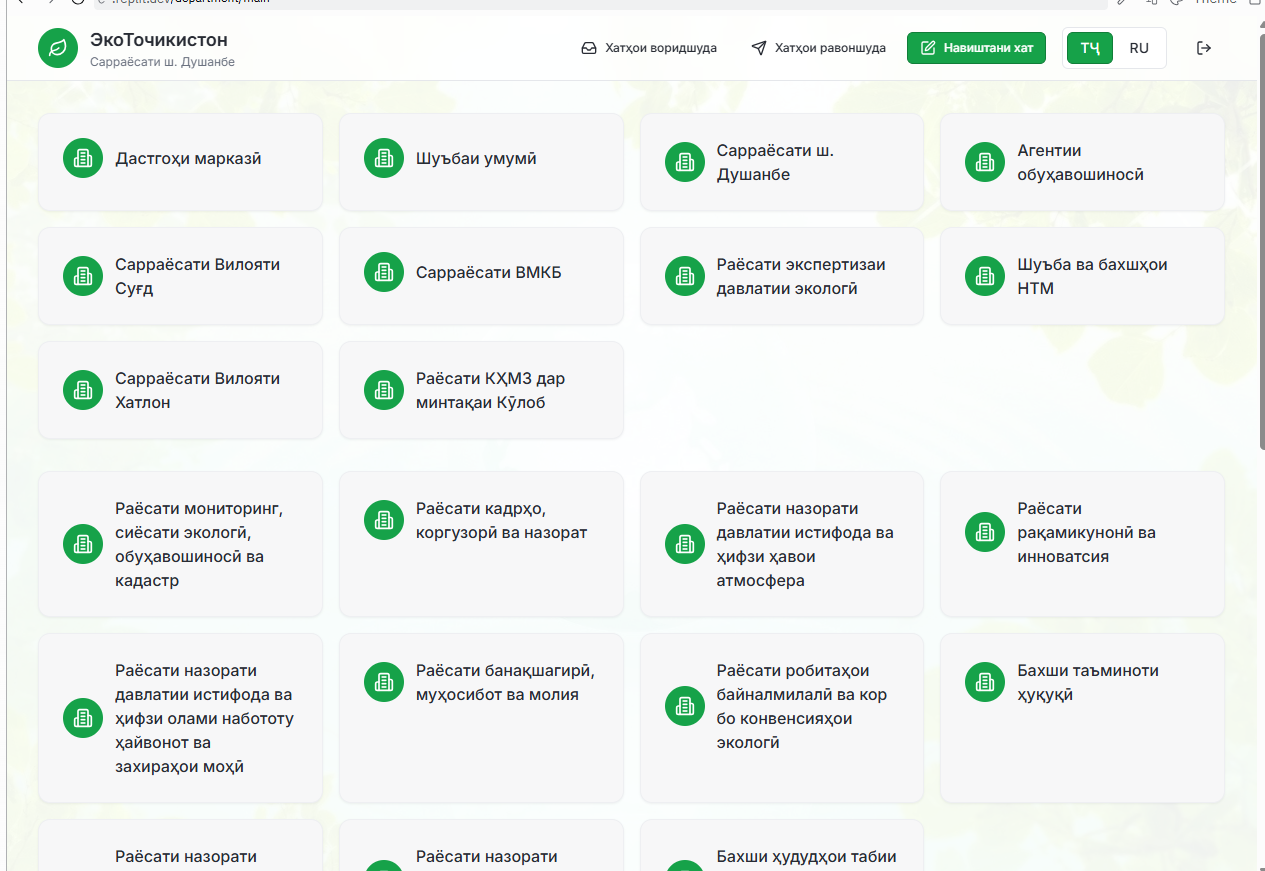 ЭкоТочикистон
Сарраёсати ш. Душанбе
Хатҳои воридшуда
Хатҳои равоншуда
Навиштани хат
ТҶ
RU
Дастгоҳи марказӣ
Шуъбаи умумӣ
Сарраёсати ш.
Душанбе
Агентии
обуҳавошиносӣ
Сарраёсати Вилояти
Суғд
Сарраёсати ВМКБ
Раёсати экспертизаи
давлатии экологӣ
Шуъба ва бахшҳои
НТМ
Сарраёсати Вилояти
Хатлон
Раёсати КҲМЗ дар
минтақаи Кӯлоб
Раёсати мониторинг,
сиёсати экологӣ,
обуҳавошиносӣ ва
кадастр
Раёсати кадрҳо,
коргузорӣ ва назорат
Раёсати назорати
давлатии истифода ва
ҳифзи ҳавои
атмосфера
Раёсати
рақамикунонӣ ва
инноватсия
Раёсати назорати
давлатии истифода ва
ҳифзи олами набототу
ҳайвонот ва
захираҳои моҳӣ
Раёсати банақшагирӣ,
муҳосибот ва молия
Раёсати робитаҳои
байналмилалӣ ва кор
бо конвенсияҳои
экологӣ
Бахши таъминоти
ҳуқуқӣ
Раёсати назорати
Раёсати назорати
Бахши ҳудудҳои табии